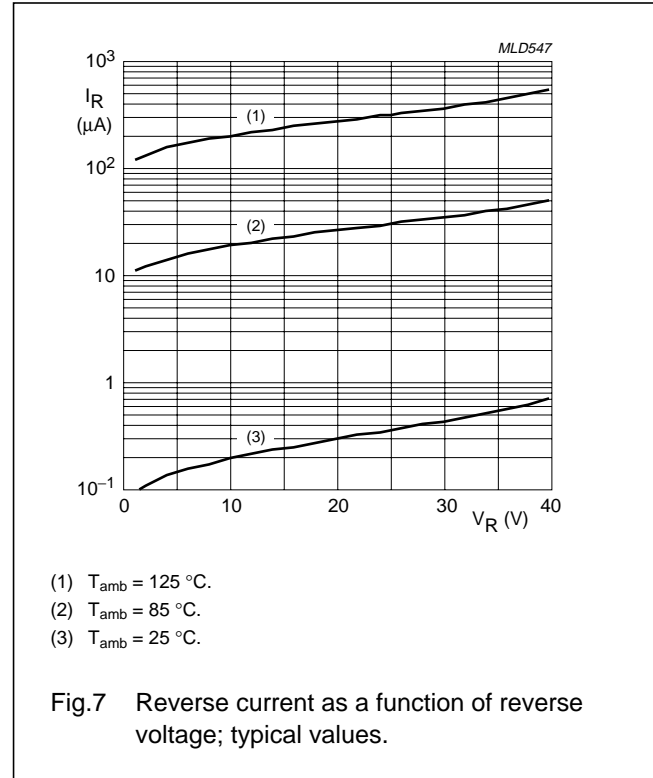 MLD547
10³
I_R
(μA)
(1)
10²
(2)
10
1
(3)
10⁻¹
0 10 20 30 40
V_R (V)
(1) T_amb = 125 °C.
(2) T_amb = 85 °C.
(3) T_amb = 25 °C.
Fig.7 Reverse current as a function of reverse
voltage; typical values.